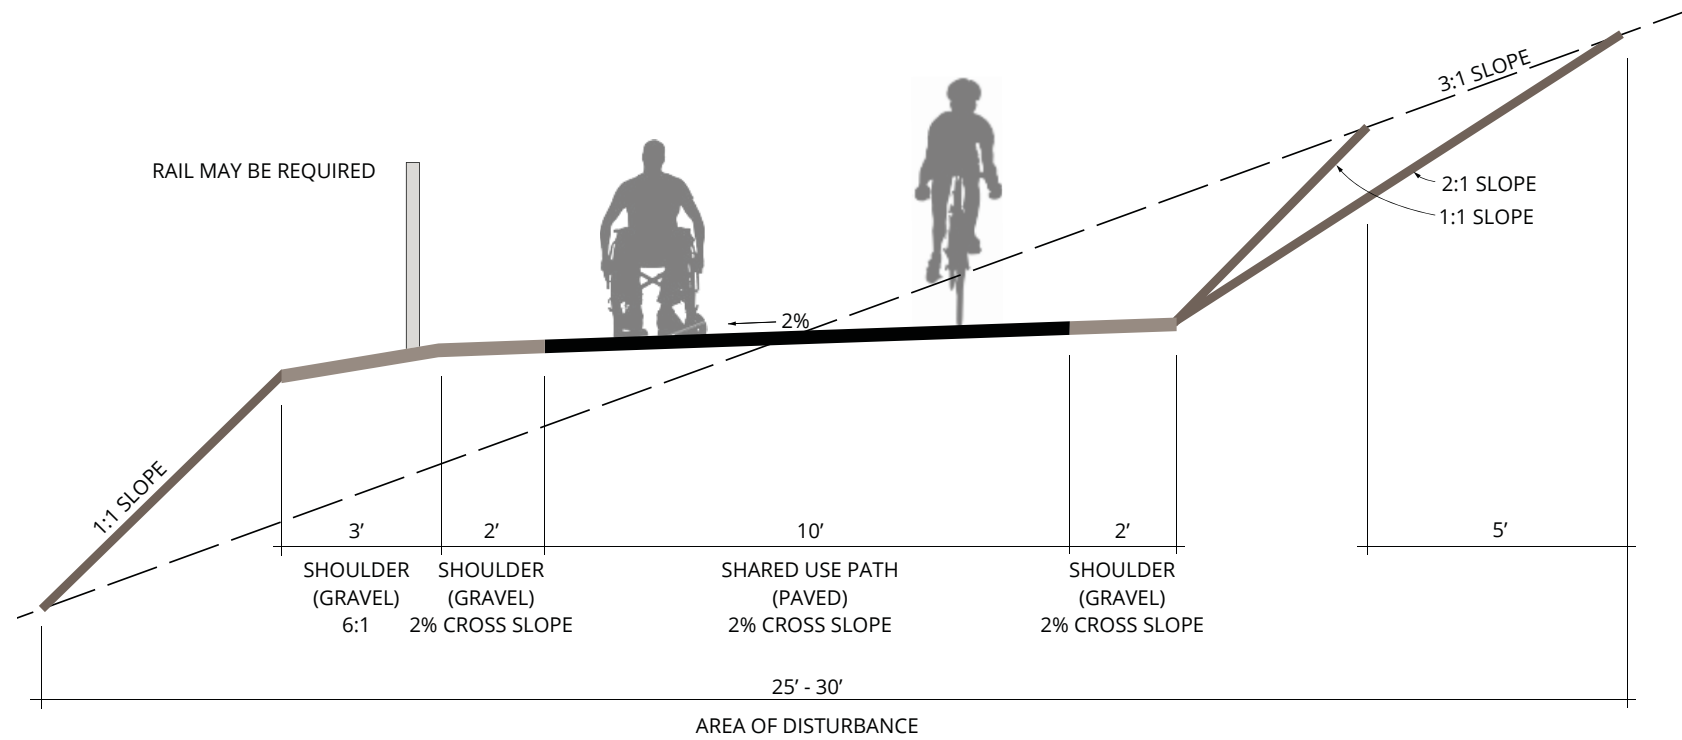 3:1 SLOPE
RAIL MAY BE REQUIRED
2:1 SLOPE
1:1 SLOPE
2%
1:1 SLOPE
3’
2’
10’
2’
5’
SHOULDER
(GRAVEL)
6:1
SHOULDER
(GRAVEL)
2% CROSS SLOPE
SHARED USE PATH
(PAVED)
2% CROSS SLOPE
SHOULDER
(GRAVEL)
2% CROSS SLOPE
25’ - 30’
AREA OF DISTURBANCE